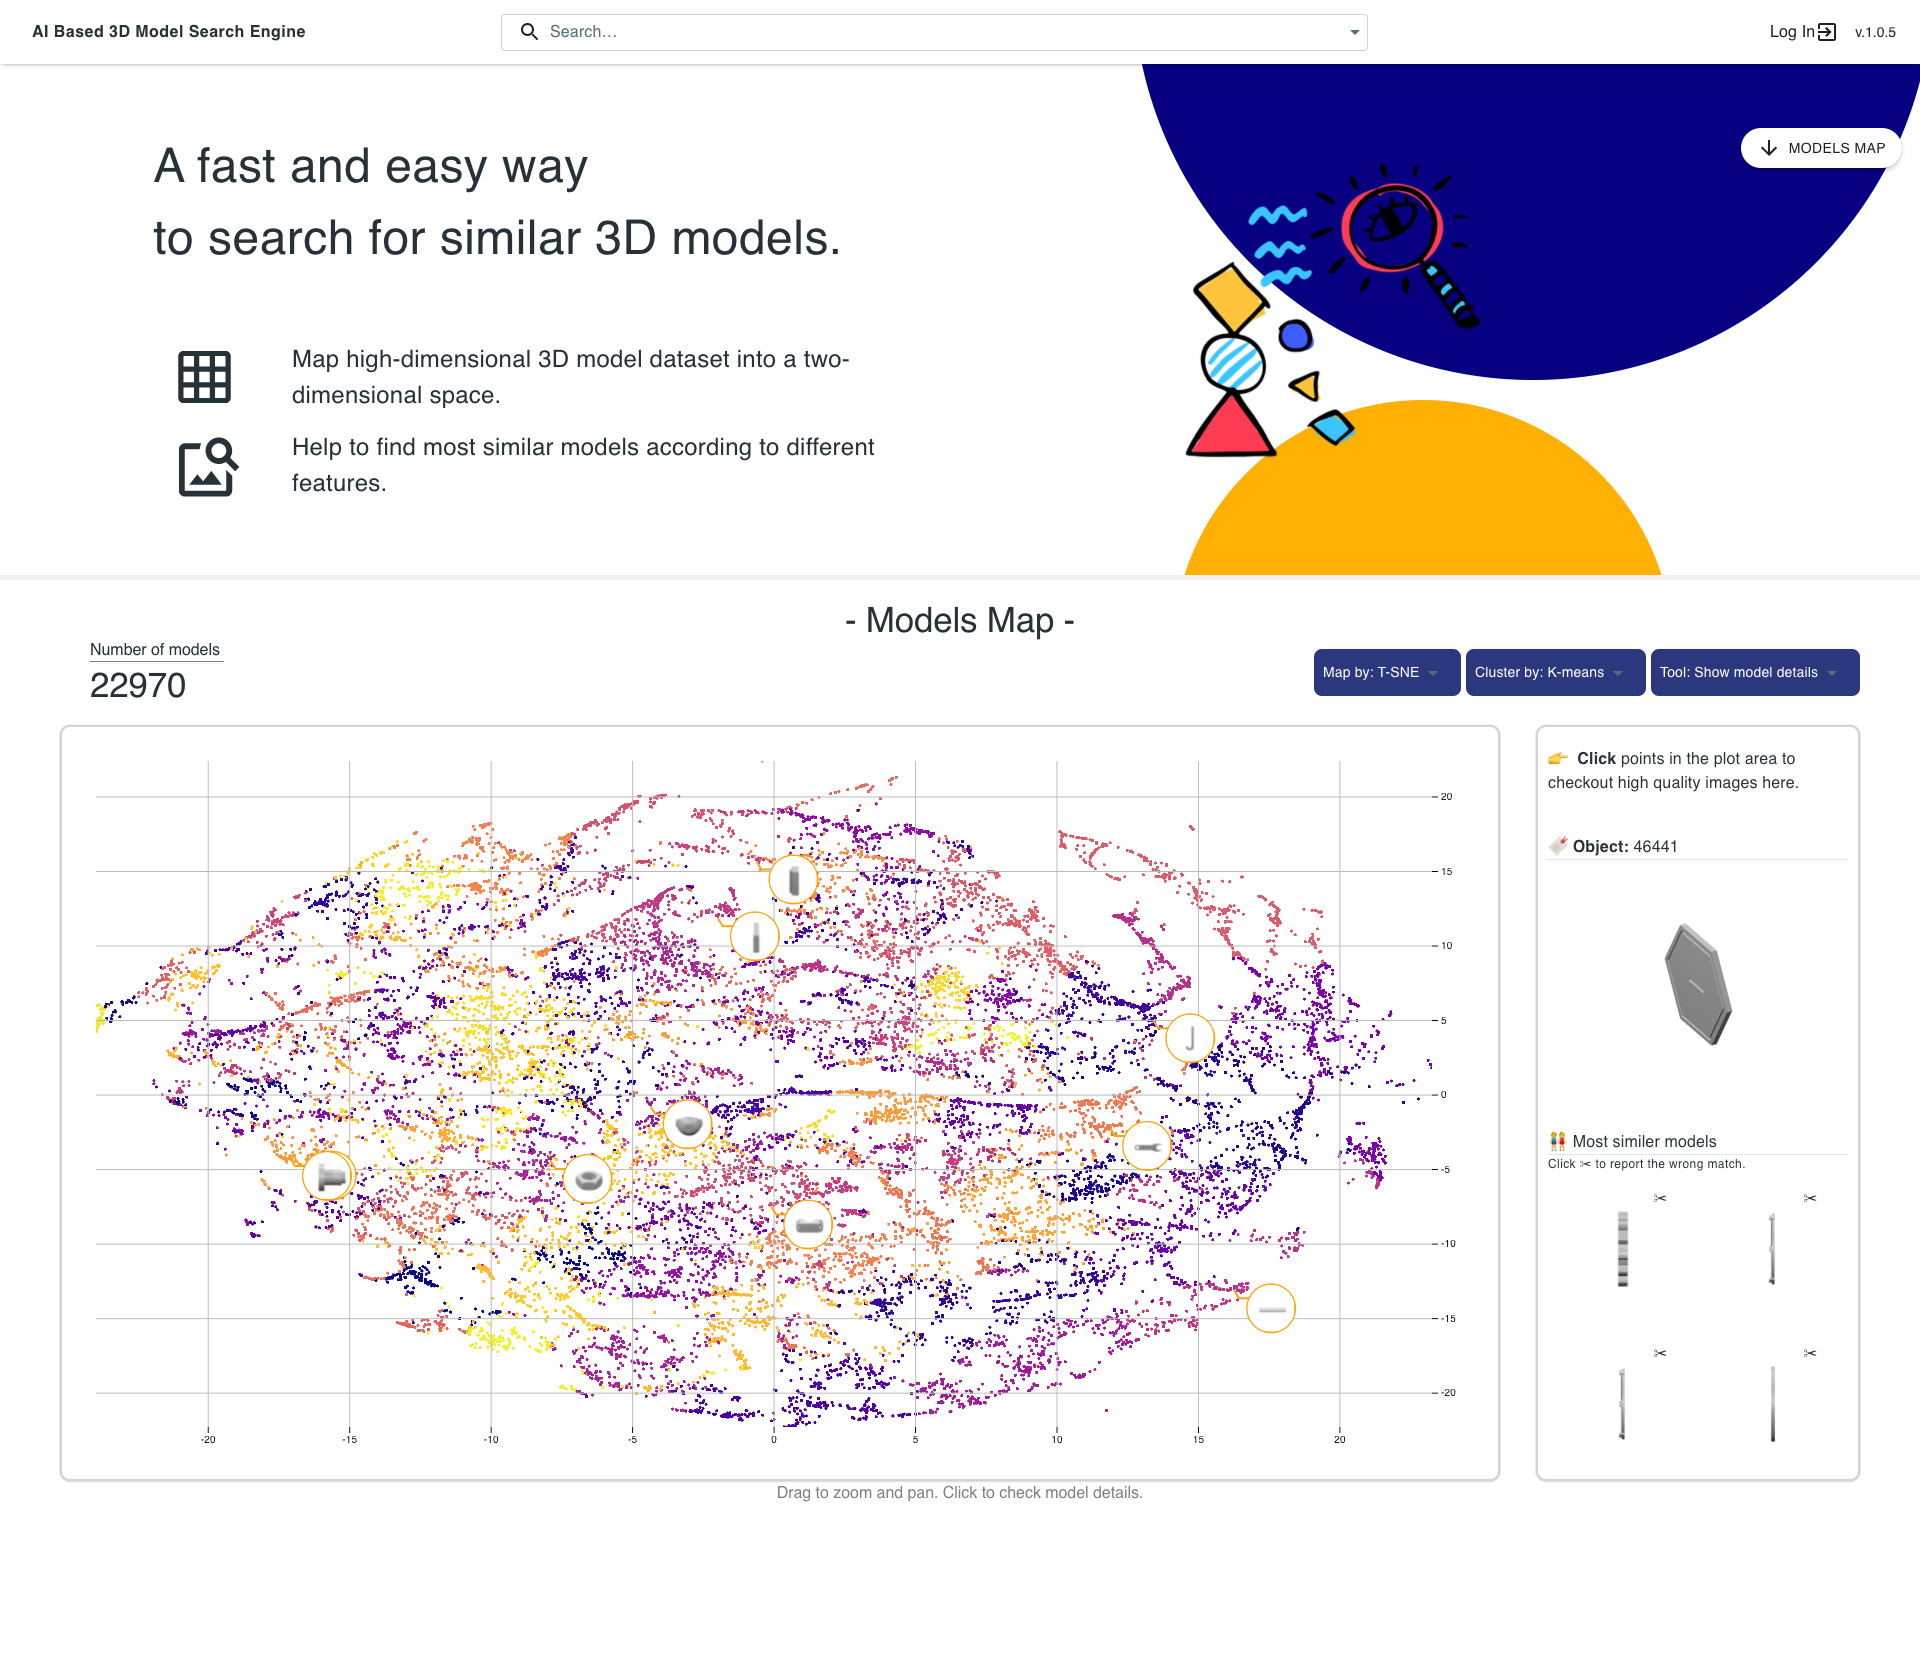 AI Based 3D Model Search Engine
Search...
Log In
v.1.0.5
A fast and easy way
to search for similar 3D models.
MODELS MAP
Map high-dimensional 3D model dataset into a two-
dimensional space.
Help to find most similar models according to different
features.
- Models Map -
Number of models
22970
Map by: T-SNE
Cluster by: K-means
Tool: Show model details
Click points in the plot area to
checkout high quality images here.
Object: 46441
Most similer models
Click ✂ to report the wrong match.
20
15
10
5
0
-5
-10
-15
-20
-20
-15
-10
-5
0
5
10
15
20
Drag to zoom and pan. Click to check model details.